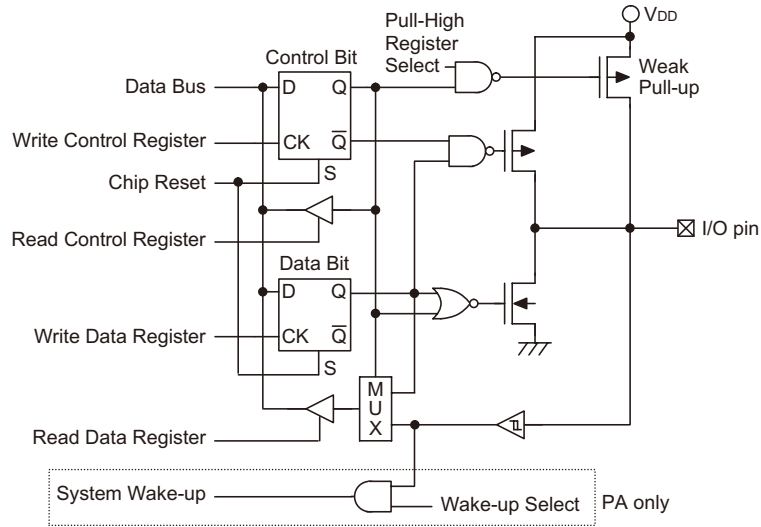 VDD
Pull-High
Register
Select
Control Bit
Weak
Pull-up
Data Bus
D
Q
Write Control Register
CK
Q
Chip Reset
S
I/O pin
Read Control Register
Data Bit
D
Q
Write Data Register
CK
Q
S
M
U
X
Read Data Register
System Wake-up
Wake-up Select
PA only